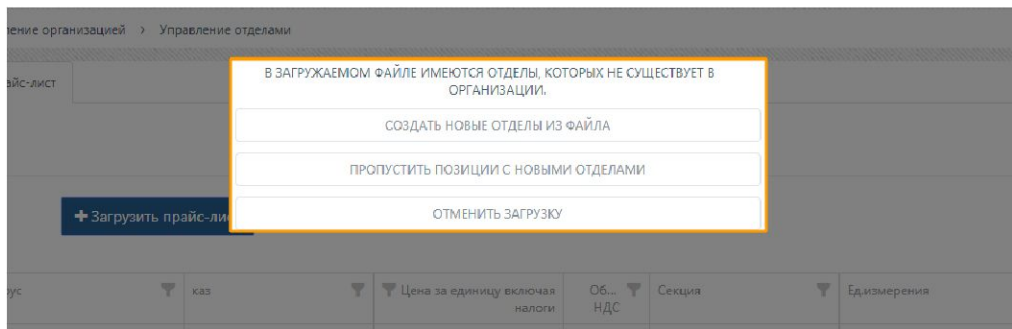 ление организацией › Управление отделами
айс-лист
В ЗАГРУЖАЕМОМ ФАЙЛЕ ИМЕЮТСЯ ОТДЕЛЫ, КОТОРЫХ НЕ СУЩЕСТВУЕТ В
ОРГАНИЗАЦИИ.
СОЗДАТЬ НОВЫЕ ОТДЕЛЫ ИЗ ФАЙЛА
ПРОПУСТИТЬ ПОЗИЦИИ С НОВЫМИ ОТДЕЛАМИ
+ Загрузить прайс-ли
ОТМЕНИТЬ ЗАГРУЗКУ
рус
каз
Цена за единицу включая
налоги
Об...
НДС
Секция
Ед.измерения